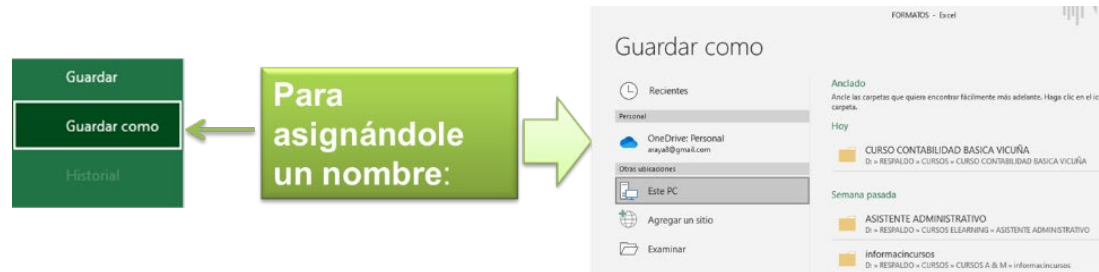 Guardar
Guardar como
Historial
Para
asignándole
un nombre:
FORMATOS - Excel
Guardar como
Recientes
Personal
OneDrive: Personal
araya8@gmail.com
Otras ubicaciones
Este PC
Agregar un sitio
Examinar
Anclado
Ancle las carpetas que quiera encontrar fácilmente más adelante. Haga clic en el ic
carpeta.
Hoy
CURSO CONTABILIDAD BASICA VICUÑA
D: » RESPALDO » CURSOS » CURSO CONTABILIDAD BASICA VICUÑA
Semana pasada
ASISTENTE ADMINISTRATIVO
D: » RESPALDO » CURSOS ELEARNING » ASISTENTE ADMINISTRATIVO
informacincursos
D: » RESPALDO » CURSOS » CURSOS A & M » informacincursos